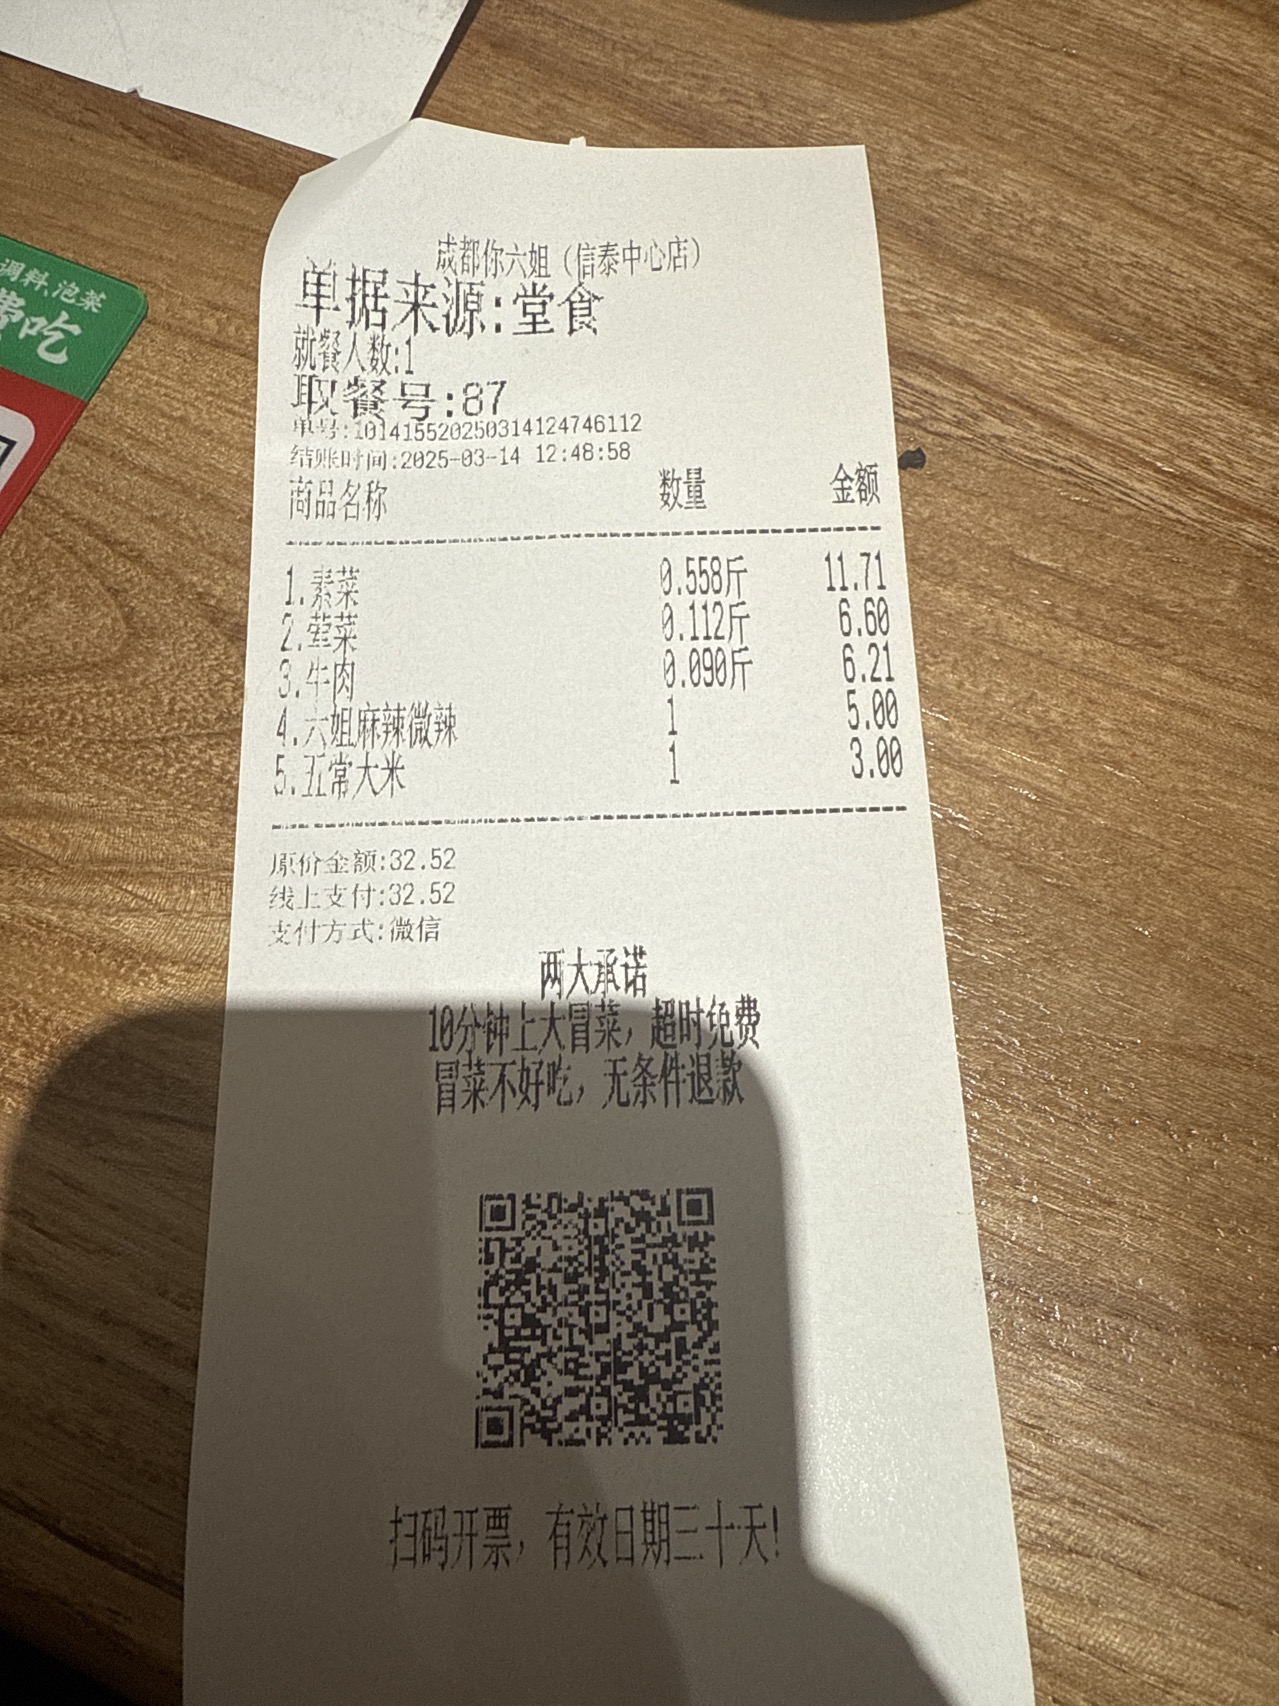 调料、泡菜
费吃
成都你六姐（信泰中心店）
单据来源:堂食
就餐人数:1
取餐号:87
单号:101415520250314124746112
结账时间:2025-03-14 12:48:58
商品名称 数量 金额
1.素菜 0.558斤 11.71
2.荤菜 0.112斤 6.60
3.牛肉 0.090斤 6.21
4.六姐麻辣微辣 1 5.00
5.五常大米 1 3.00
原价金额:32.52
线上支付:32.52
支付方式:微信
两大承诺
10分钟上大冒菜，超时免费
冒菜不好吃，无条件退款
扫码开票，有效日期三十天!